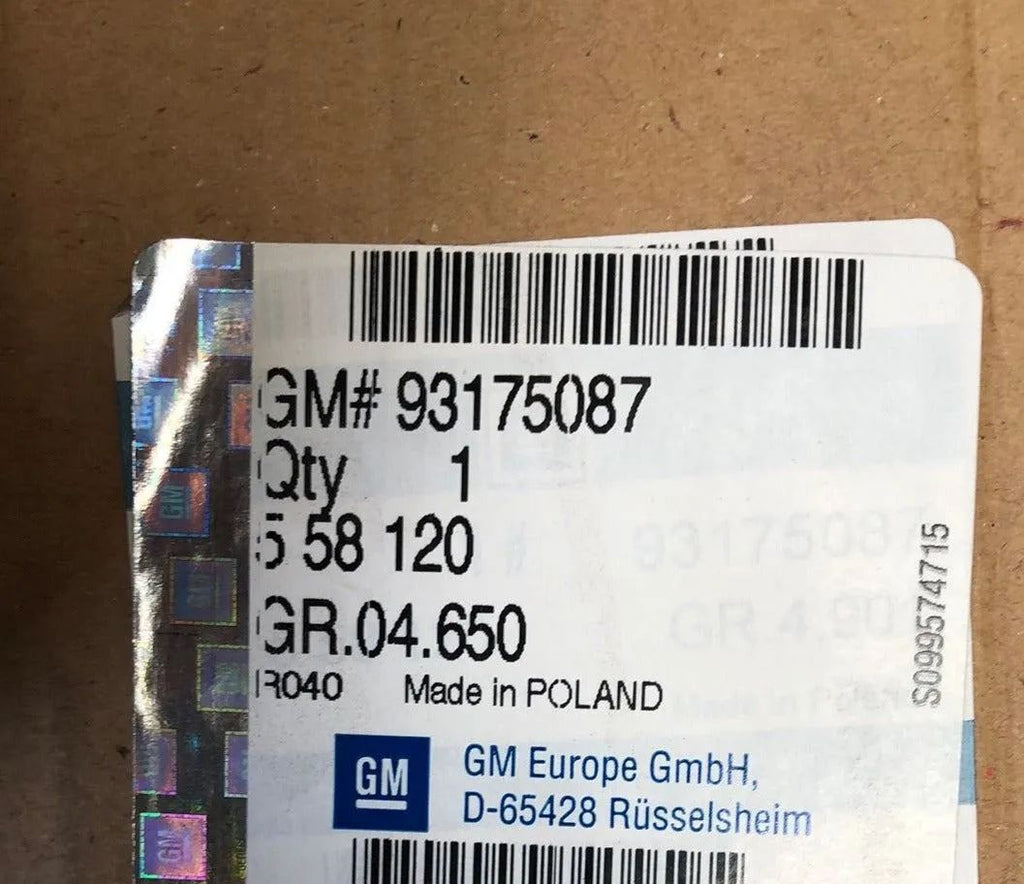 GM# 93175087
Qty 1
5 58 120
GR.04.650
IR040 Made in POLAND
S099574715
GM
GM Europe GmbH,
D-65428 Rüsselsheim